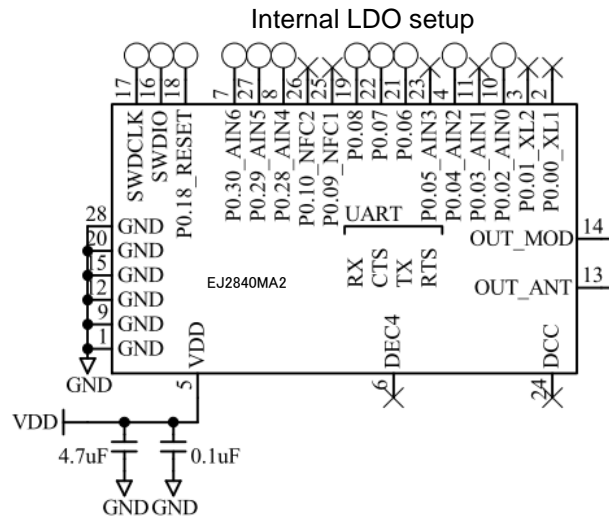 Internal LDO setup
17 16 18 7 27 8 26 25 19 22 21 23 4 11 10 3 2
SWDCLK
SWDIO
P0.18_RESET
P0.30_AIN6
P0.29_AIN5
P0.28_AIN4
P0.10_NFC2
P0.09_NFC1
P0.08
P0.07
P0.06
P0.05_AIN3
P0.04_AIN2
P0.03_AIN1
P0.02_AIN0
P0.01_XL2
P0.00_XL1
UART
RX
CTS
TX
RTS
28 GND
20 GND
15 GND
12 GND
9 GND
1 GND
GND
EJ2840MA2
OUT_MOD 14
OUT_ANT 13
VDD
5
DEC4
6
DCC
24
VDD
4.7uF
0.1uF
GND GND